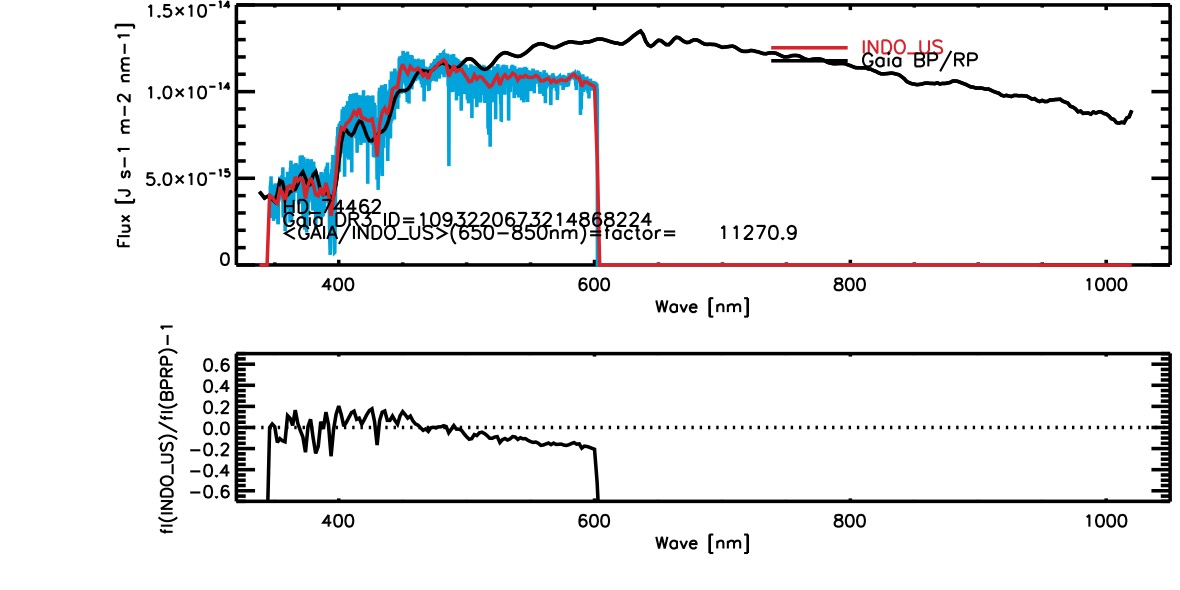 1.5×10⁻¹⁴
1.0×10⁻¹⁴
5.0×10⁻¹⁵
0
Flux [J s−1 m−2 nm−1]
INDO_US
Gaia BP/RP
HD_74462
Gaia DR3 ID=1093220673214868224
<GAIA/INDO_US>(650−850nm)=factor= 11270.9
400 600 800 1000
Wave [nm]
0.6
0.4
0.2
0.0
−0.2
−0.4
−0.6
fl(INDO_US)/fl(BPRP)−1
400 600 800 1000
Wave [nm]